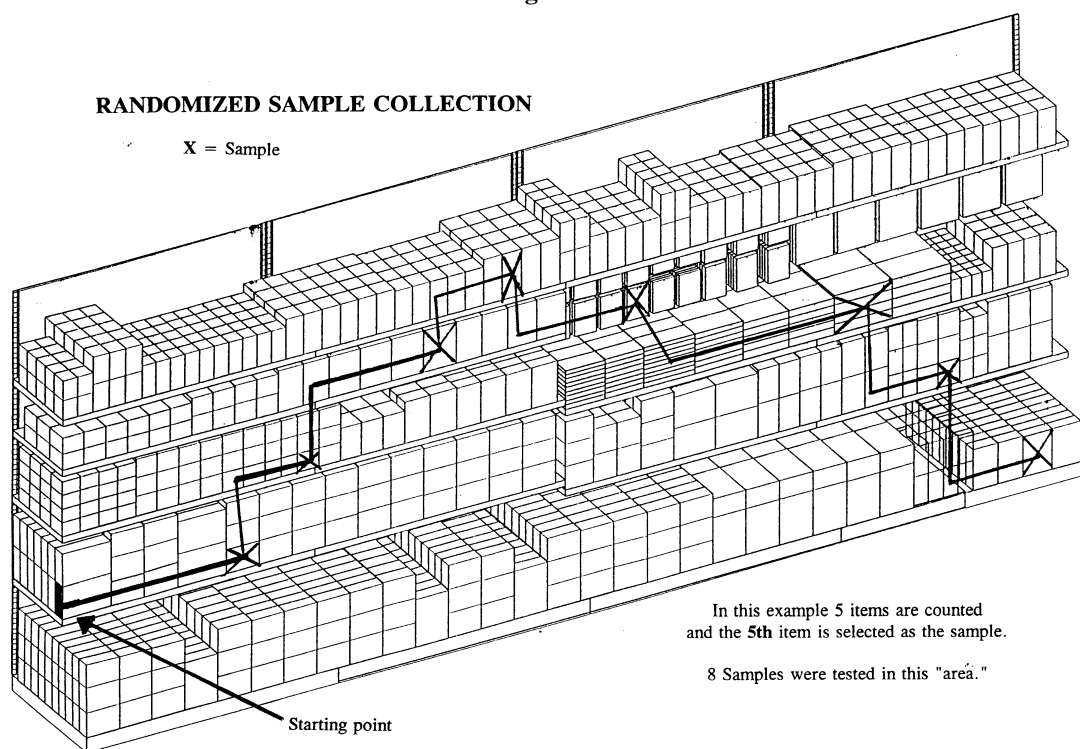 RANDOMIZED SAMPLE COLLECTION
X = Sample
In this example 5 items are counted
and the 5th item is selected as the sample.
8 Samples were tested in this "area."
Starting point